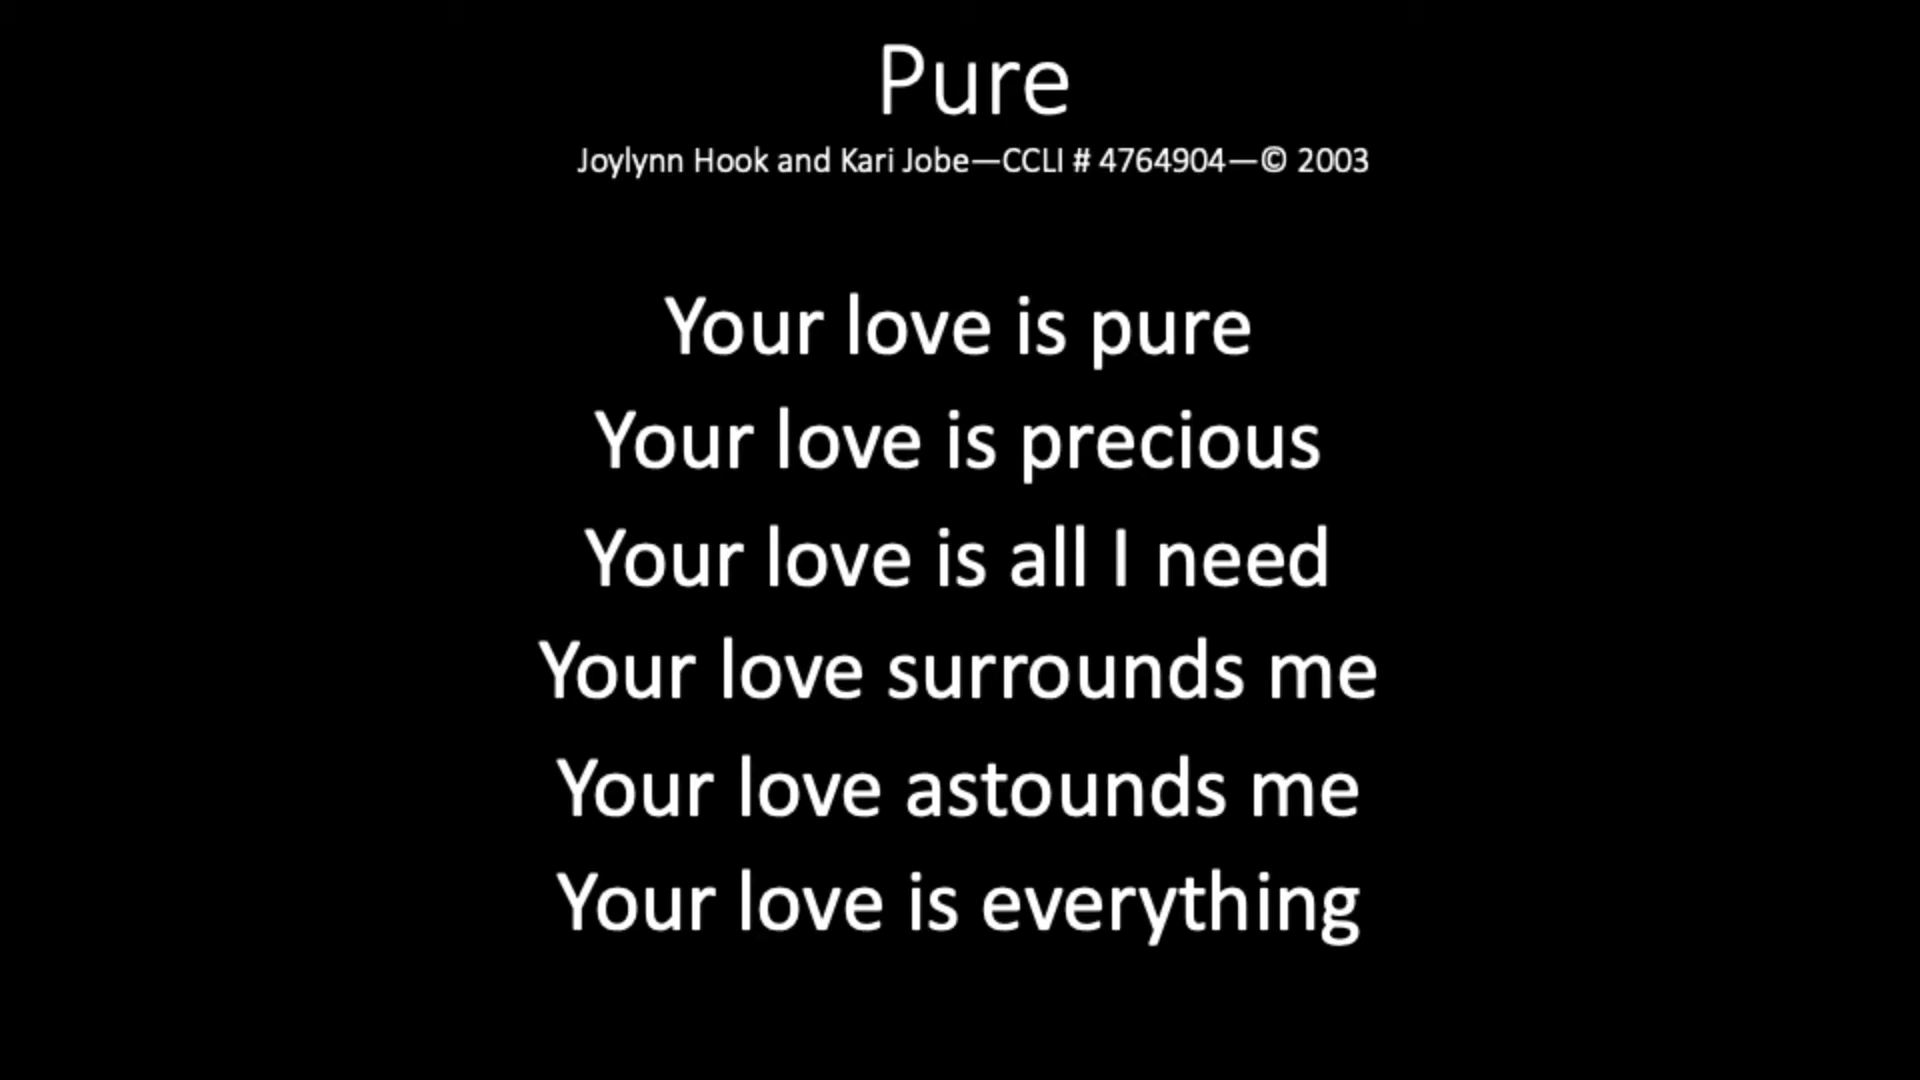 Pure
Joylynn Hook and Kari Jobe—CCLI # 4764904—© 2003
Your love is pure
Your love is precious
Your love is all I need
Your love surrounds me
Your love astounds me
Your love is everything